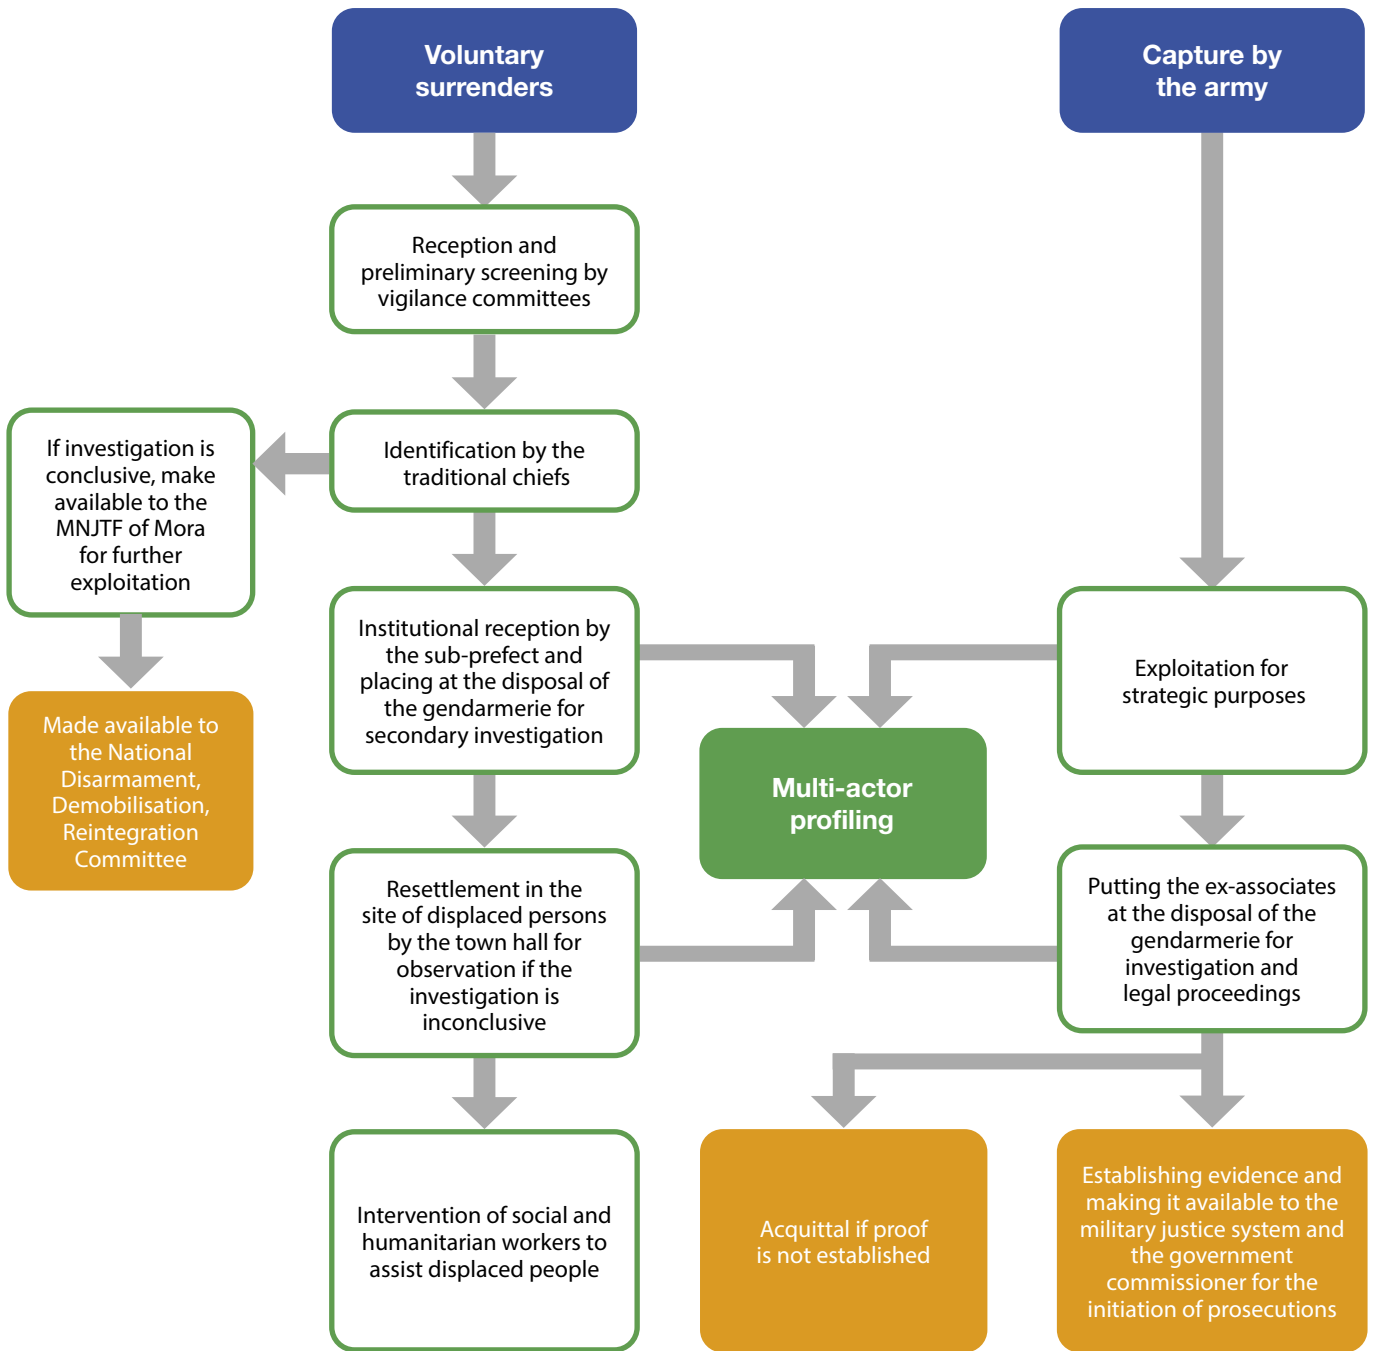 Voluntary
surrenders
Capture by
the army
Reception and
preliminary screening by
vigilance committees
If investigation is
conclusive, make
available to the
MNJTF of Mora
for further
exploitation
Identification by the
traditional chiefs
Institutional reception by
the sub-prefect and
placing at the disposal of
the gendarmerie for
secondary investigation
Exploitation for
strategic purposes
Made available to
the National
Disarmament,
Demobilisation,
Reintegration
Committee
Multi-actor
profiling
Resettlement in the
site of displaced persons
by the town hall for
observation if the
investigation is
inconclusive
Putting the ex-associates
at the disposal of the
gendarmerie for
investigation and
legal proceedings
Intervention of social and
humanitarian workers to
assist displaced people
Acquittal if proof
is not established
Establishing evidence and
making it available to the
military justice system and
the government
commissioner for the
initiation of prosecutions